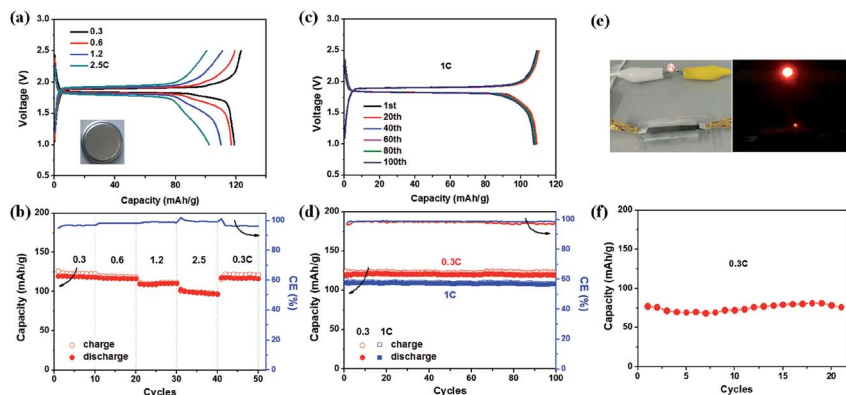 (a)
3.0
2.5
2.0
1.5
1.0
0.5
Voltage (V)
0.3
0.6
1.2
2.5C
0 40 80 120
Capacity (mAh/g)
(c)
3.0
2.5
2.0
1.5
1.0
0.5
Voltage (V)
1C
1st
20th
40th
60th
80th
100th
0 20 40 60 80 100 120
Capacity (mAh/g)
(e)
(b)
200
150
100
50
0
Capacity (mAh/g)
0.3 0.6 1.2 2.5 0.3C
charge
discharge
0 10 20 30 40 50
Cycles
100
80
60
40
20
0
CE (%)
(d)
200
150
100
50
0
Capacity (mAh/g)
0.3C
1C
0.3 1C
charge
discharge
0 20 40 60 80 100
Cycles
100
80
60
40
20
0
CE (%)
(f)
200
150
100
50
0
Capacity (mAh/g)
0.3C
0 5 10 15 20
Cycles